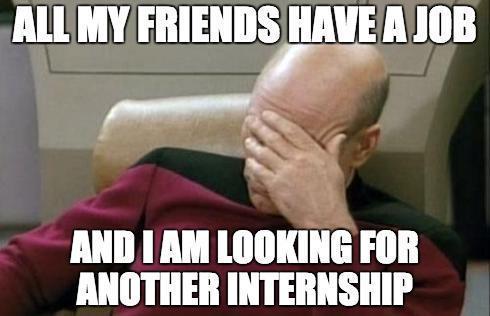 ALL MY FRIENDS HAVE A JOB
AND I AM LOOKING FOR
ANOTHER INTERNSHIP